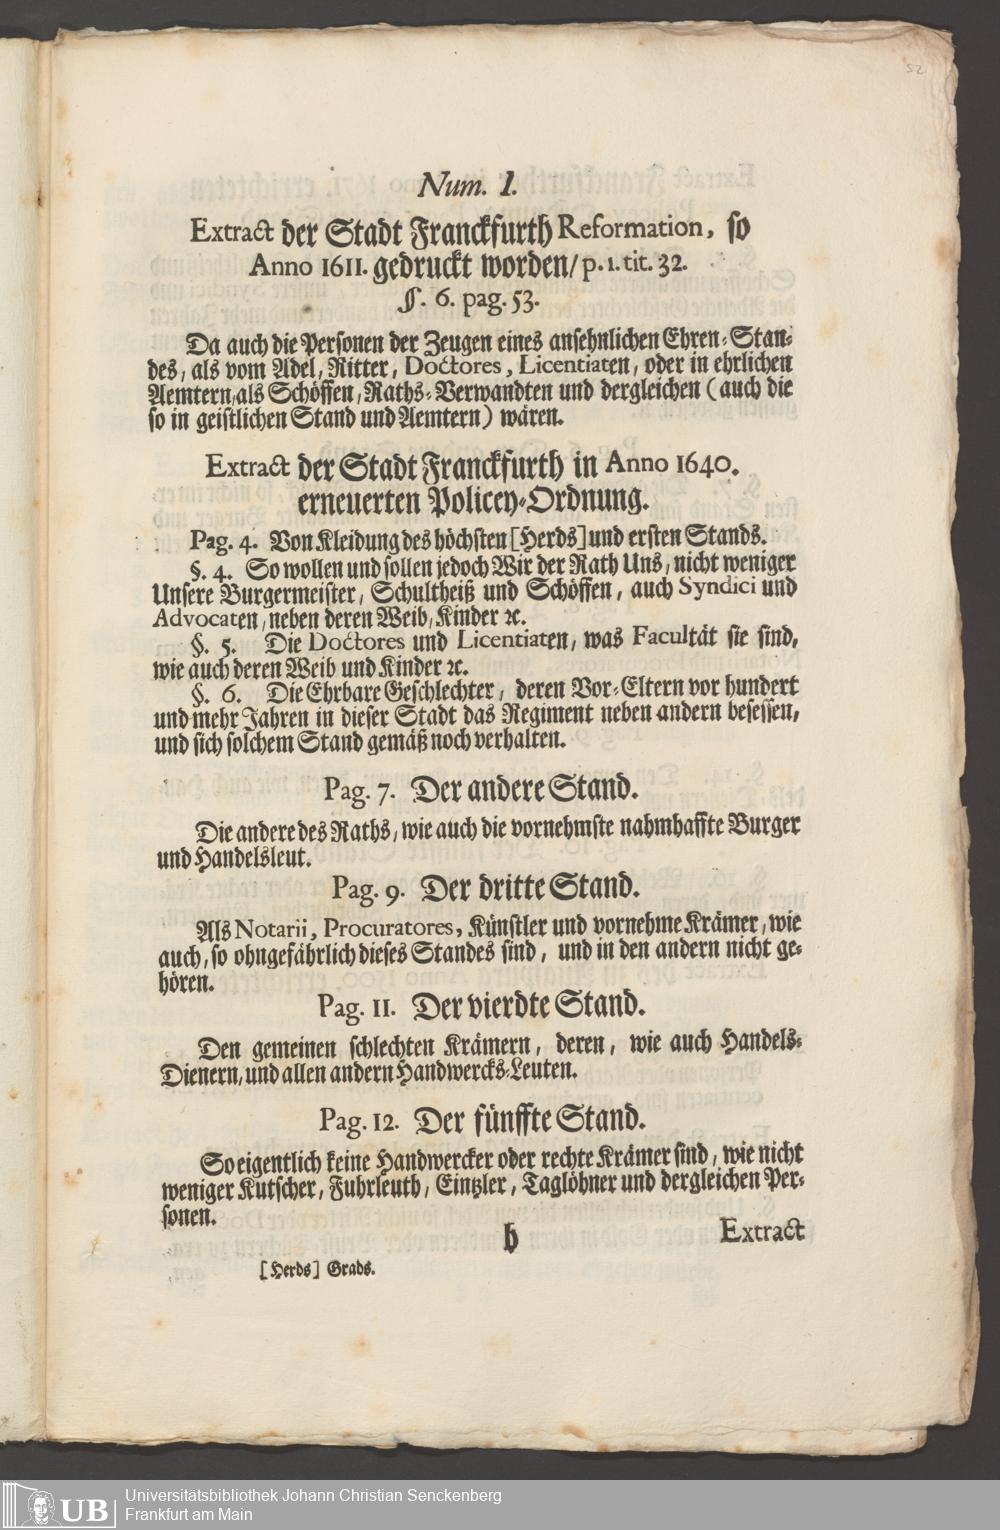 52
Num. 1.
Extract der Stadt Franckfurth Reformation, so
Anno 1611. gedruckt worden/ p. 1. tit. 32.
§. 6. pag. 53.
Da auch die Personen der Zeugen eines ansehnlichen Ehren-Stan-
des, als vom Adel, Ritter, Doctores, Licentiaten, oder in ehrlichen
Aemtern, als Schöffen, Raths-Verwandten und dergleichen (auch die
so in geistlichen Stand und Aemtern) wären.
Extract der Stadt Franckfurth in Anno 1640.
erneuerten Policey-Ordnung.
Pag. 4. Von Kleidung des höchsten [Herds] und ersten Stands.
§. 4. So wollen und sollen jedoch Wir der Rath Uns, nicht weniger
Unsere Burgermeister, Schultheiß und Schöffen, auch Syndici und
Advocaten, neben deren Weib, Kinder ꝛc.
§. 5. Die Doctores und Licentiaten, was Facultät sie sind,
wie auch deren Weib und Kinder ꝛc.
§. 6. Die Ehrbare Geschlechter, deren Vor-Eltern vor hundert
und mehr Jahren in dieser Stadt das Regiment neben andern besessen,
und sich solchem Stand gemäß noch verhalten.
Pag. 7. Der andere Stand.
Die andere des Raths, wie auch die vornehmste nahmhaffte Burger
und Handelsleut.
Pag. 9. Der dritte Stand.
Als Notarii, Procuratores, Künstler und vornehme Krämer, wie
auch, so ohngefährlich dieses Standes sind, und in den andern nicht ge-
hören.
Pag. 11. Der vierdte Stand.
Den gemeinen schlechten Krämern, deren, wie auch Handels-
Dienern, und allen andern Handwercks-Leuten.
Pag. 12. Der fünffte Stand.
So eigentlich keine Handwercker oder rechte Krämer sind, wie nicht
weniger Kutscher, Fuhrleuth, Eintzler, Taglöhner und dergleichen Per-
sonen.
b Extract
[Herds] Grads.
UB
Universitätsbibliothek Johann Christian Senckenberg
Frankfurt am Main